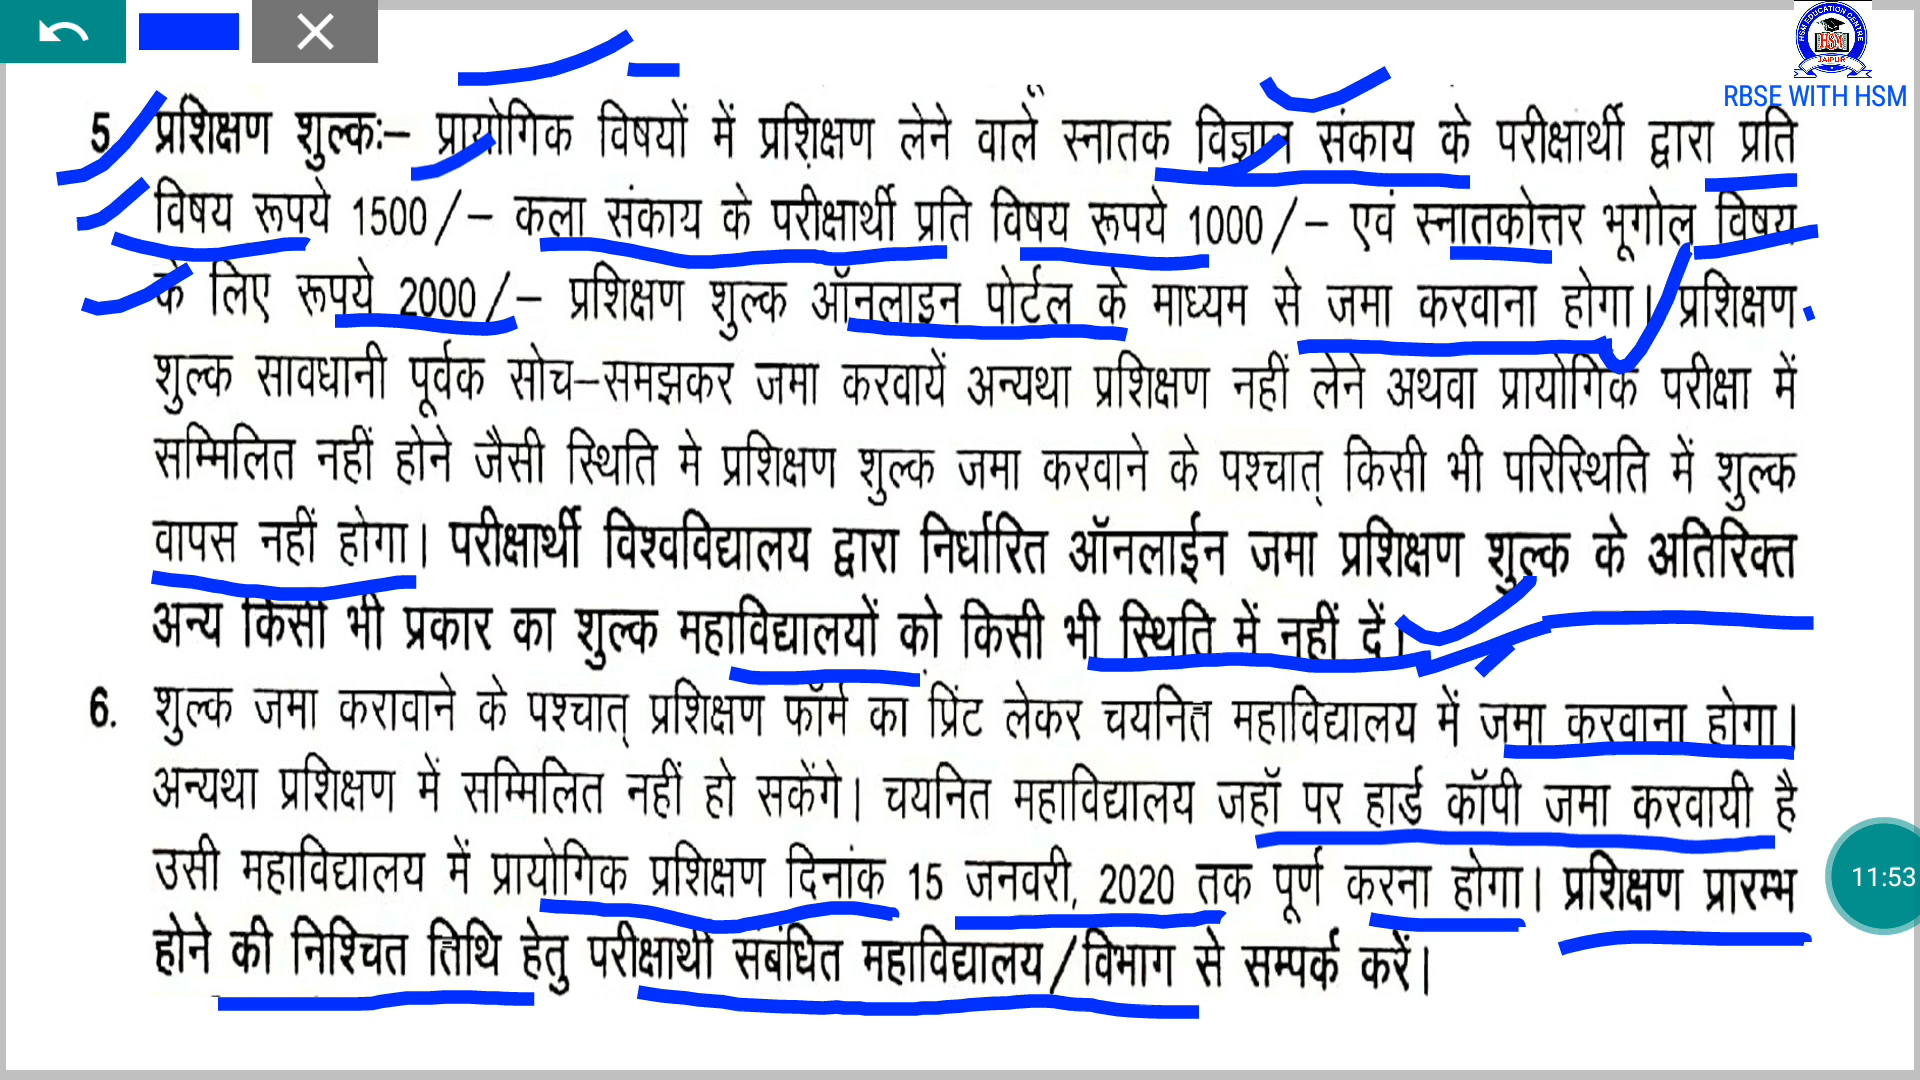 HSM EDUCATION CENTRE
HSM
JAIPUR
RBSE WITH HSM
5 प्रशिक्षण शुल्कः– प्रायोगिक विषयों में प्रशिक्षण लेने वाले स्नातक विज्ञान संकाय के परीक्षार्थी द्वारा प्रति
विषय रूपये 1500/– कला संकाय के परीक्षार्थी प्रति विषय रूपये 1000/– एवं स्नातकोत्तर भूगोल विषय
के लिए रूपये 2000/– प्रशिक्षण शुल्क ऑनलाइन पोर्टल के माध्यम से जमा करवाना होगा। प्रशिक्षण
शुल्क सावधानी पूर्वक सोच–समझकर जमा करवायें अन्यथा प्रशिक्षण नहीं लेने अथवा प्रायोगिक परीक्षा में
सम्मिलित नहीं होने जैसी स्थिति मे प्रशिक्षण शुल्क जमा करवाने के पश्चात् किसी भी परिस्थिति में शुल्क
वापस नहीं होगा। परीक्षार्थी विश्वविद्यालय द्वारा निर्धारित ऑनलाईन जमा प्रशिक्षण शुल्क के अतिरिक्त
अन्य किसी भी प्रकार का शुल्क महाविद्यालयों को किसी भी स्थिति में नहीं दें।
6. शुल्क जमा करावाने के पश्चात् प्रशिक्षण फॉर्म का प्रिंट लेकर चयनित महाविद्यालय में जमा करवाना होगा।
अन्यथा प्रशिक्षण में सम्मिलित नहीं हो सकेंगे। चयनित महाविद्यालय जहॉ पर हार्ड कॉपी जमा करवायी है
उसी महाविद्यालय में प्रायोगिक प्रशिक्षण दिनांक 15 जनवरी, 2020 तक पूर्ण करना होगा। प्रशिक्षण प्रारम्भ
होने की निश्चित तिथि हेतु परीक्षार्थी संबंधित महाविद्यालय/विभाग से सम्पर्क करें।
11:53